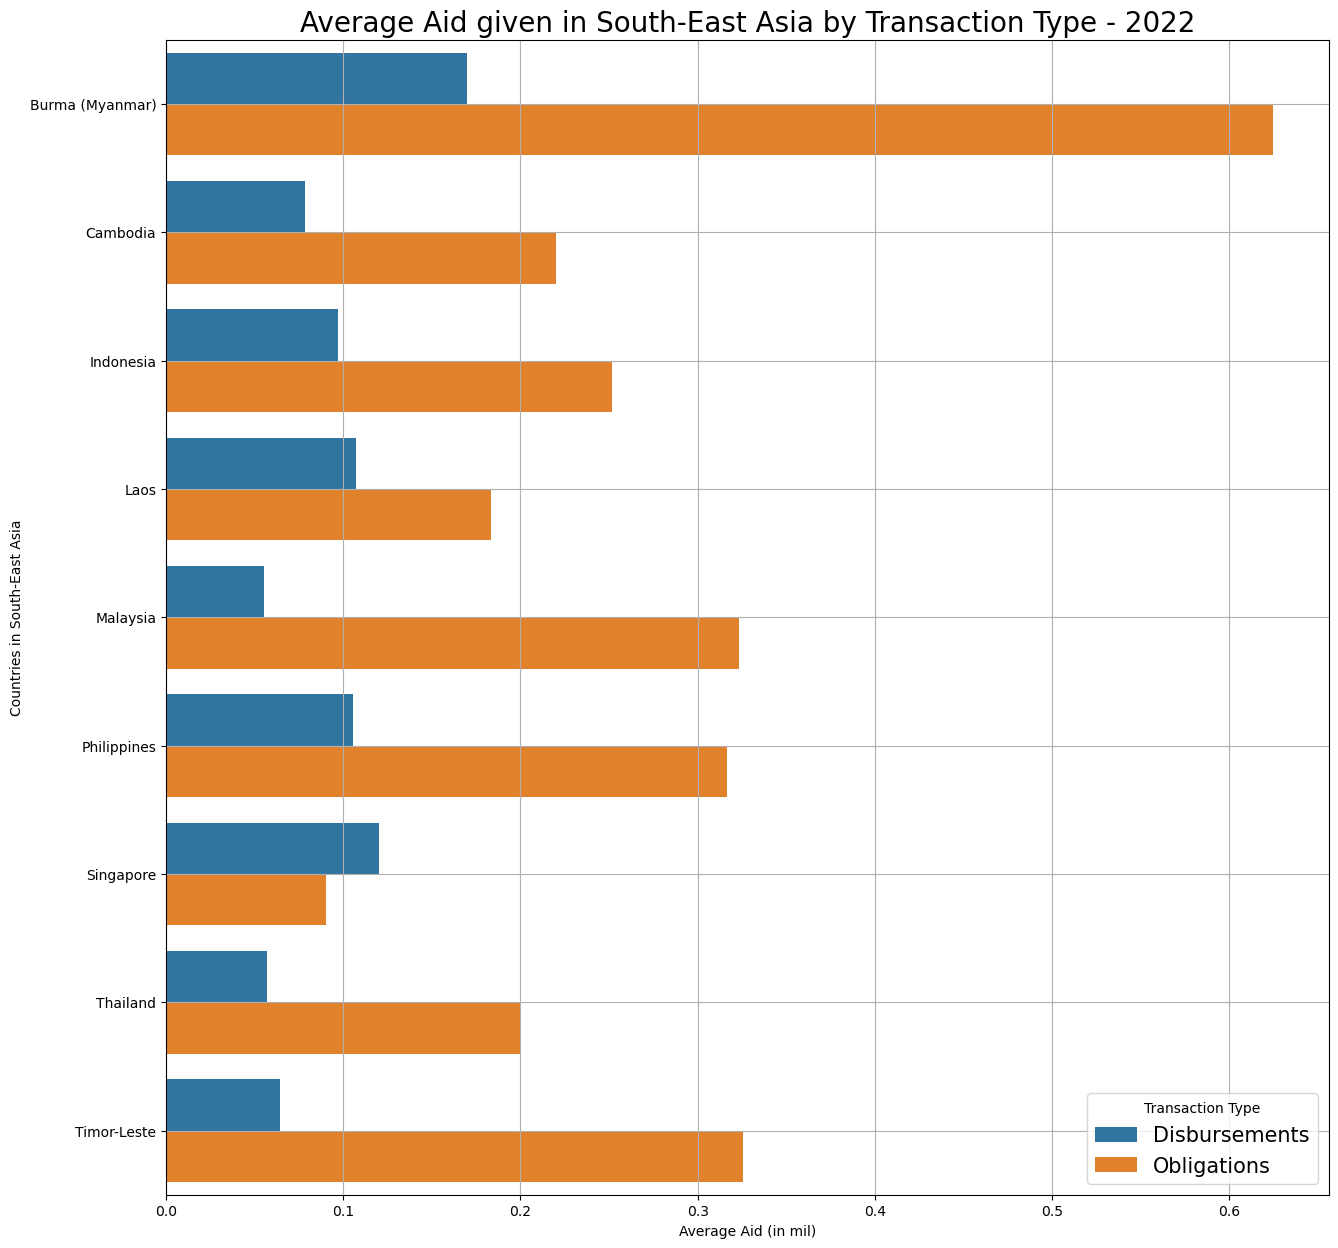 Average Aid given in South-East Asia by Transaction Type - 2022
Countries in South-East Asia
Burma (Myanmar)
Cambodia
Indonesia
Laos
Malaysia
Philippines
Singapore
Thailand
Timor-Leste
Transaction Type
Disbursements
Obligations
0.0 0.1 0.2 0.3 0.4 0.5 0.6
Average Aid (in mil)